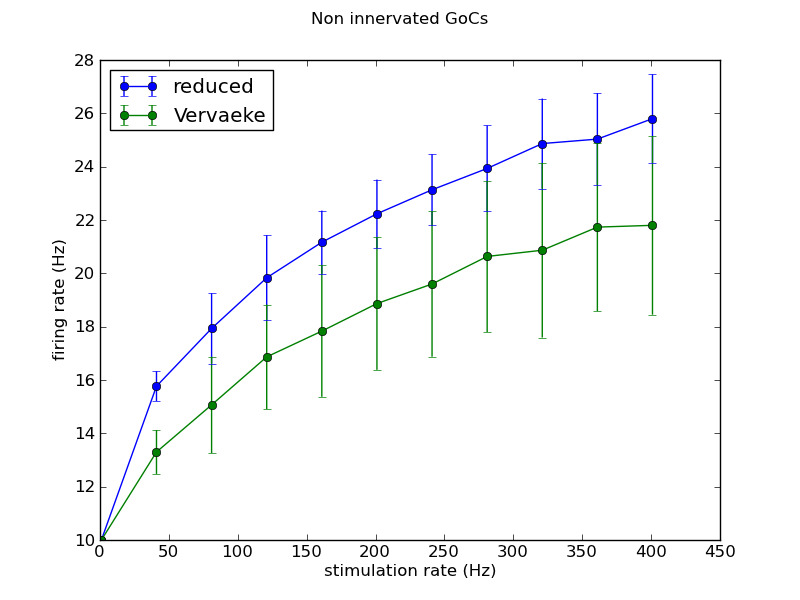 Non innervated GoCs
reduced
Vervaeke
28
26
24
22
20
18
16
14
12
10
firing rate (Hz)
0 50 100 150 200 250 300 350 400 450
stimulation rate (Hz)